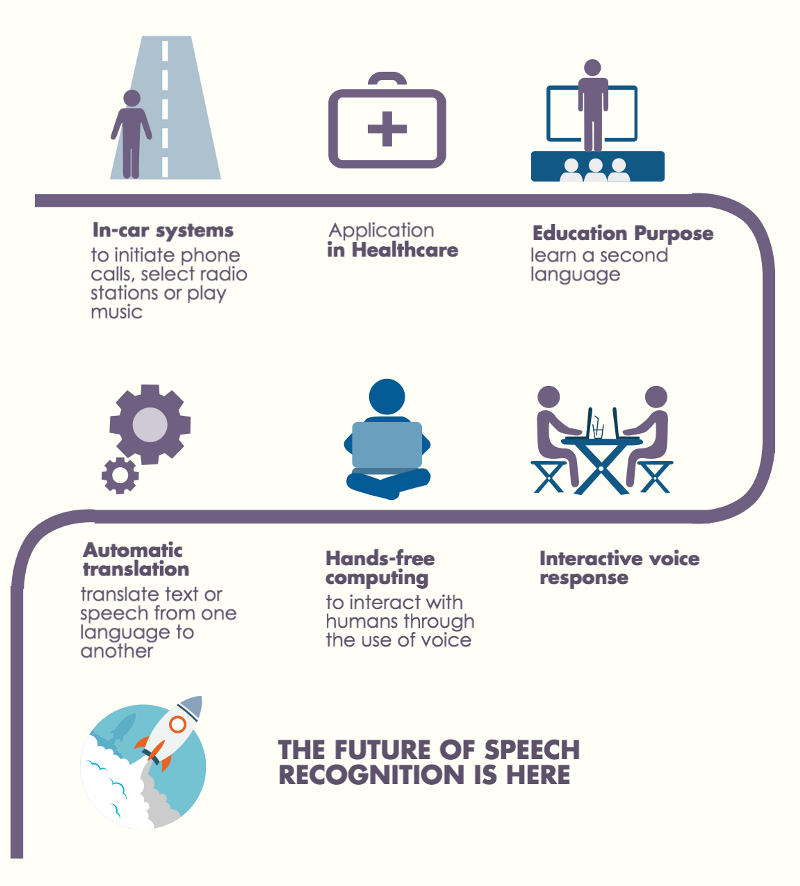 In-car systems
to initiate phone
calls, select radio
stations or play
music
Application
in Healthcare
Education Purpose
learn a second
language
Automatic
translation
translate text or
speech from one
language to
another
Hands-free
computing
to interact with
humans through
the use of voice
Interactive voice
response
THE FUTURE OF SPEECH
RECOGNITION IS HERE